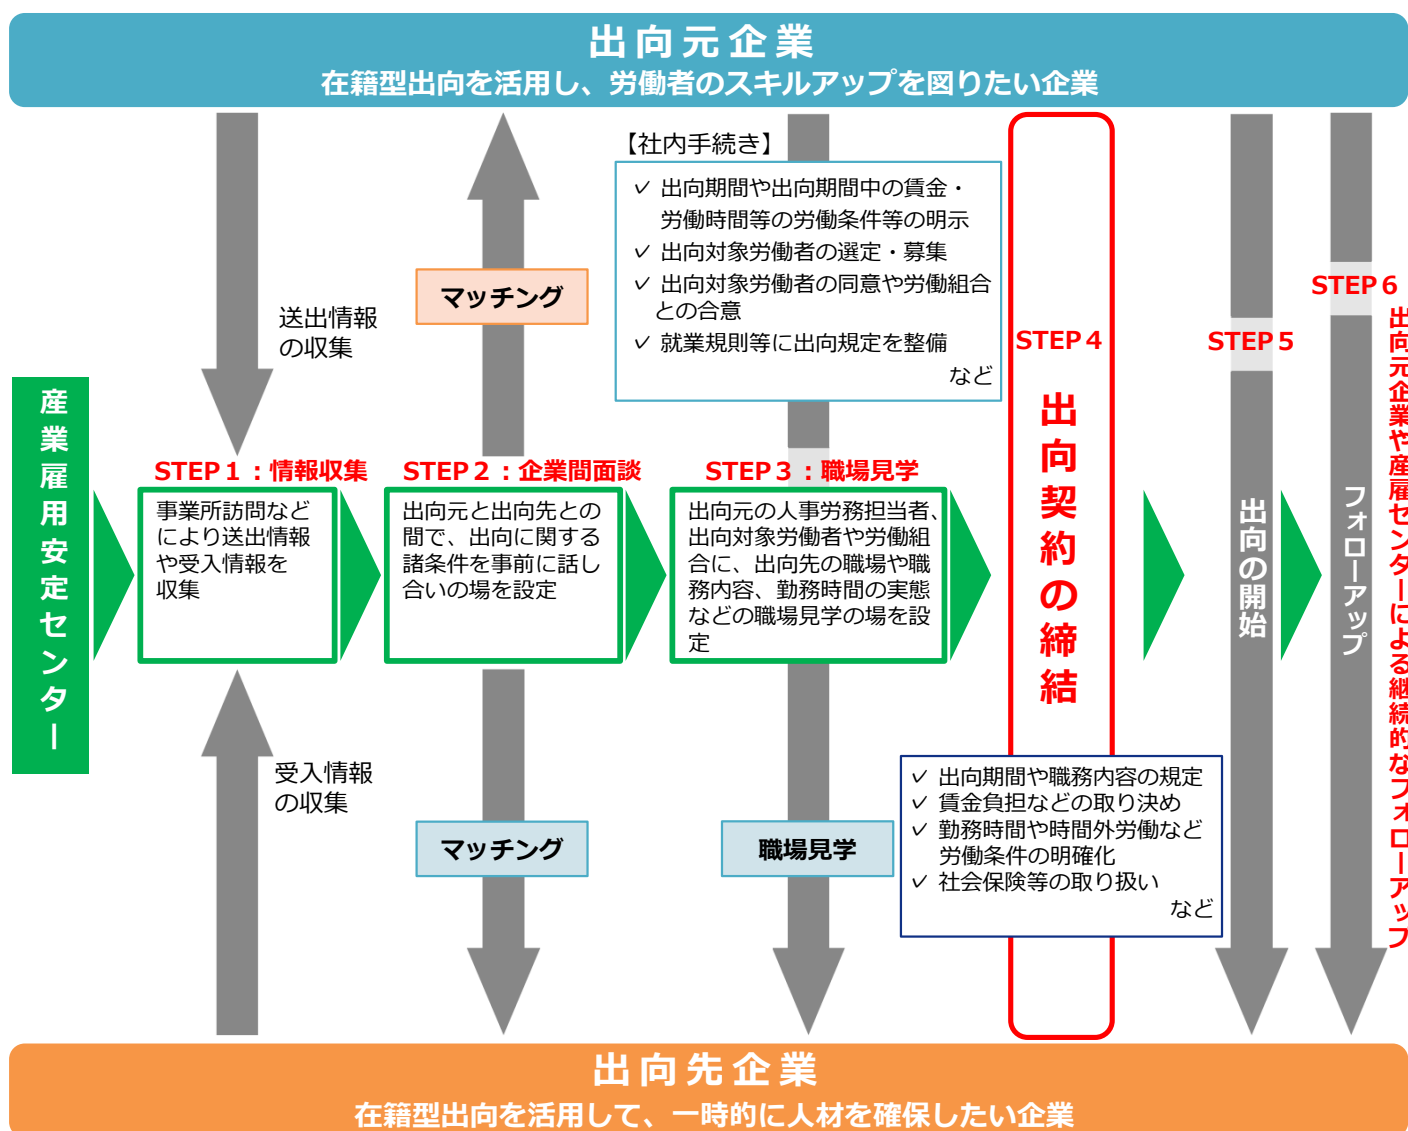 出向元企業
在籍型出向を活用し、労働者のスキルアップを図りたい企業
【社内手続き】
✓ 出向期間や出向期間中の賃金・
労働時間等の労働条件等の明示
✓ 出向対象労働者の選定・募集
✓ 出向対象労働者の同意や労働組合
との合意
✓ 就業規則等に出向規定を整備
など
マッチング
送出情報
の収集
産業雇用安定センター
STEP1:情報収集
事業所訪問など
により送出情報
や受入情報を
収集
STEP2:企業間面談
出向元と出向先との
間で、出向に関する
諸条件を事前に話し
合いの場を設定
STEP3:職場見学
出向元の人事労務担当者、
出向対象労働者や労働組
合に、出向先の職場や職
務内容、勤務時間の実態
などの職場見学の場を設
定
STEP4
出向契約の締結
STEP5
出向の開始
STEP6
フォローアップ
出向元企業や産雇センターによる継続的なフォローアップ
受入情報
の収集
マッチング
職場見学
✓ 出向期間や職務内容の規定
✓ 賃金負担などの取り決め
✓ 勤務時間や時間外労働など
労働条件の明確化
✓ 社会保険等の取り扱い
など
出向先企業
在籍型出向を活用して、一時的に人材を確保したい企業